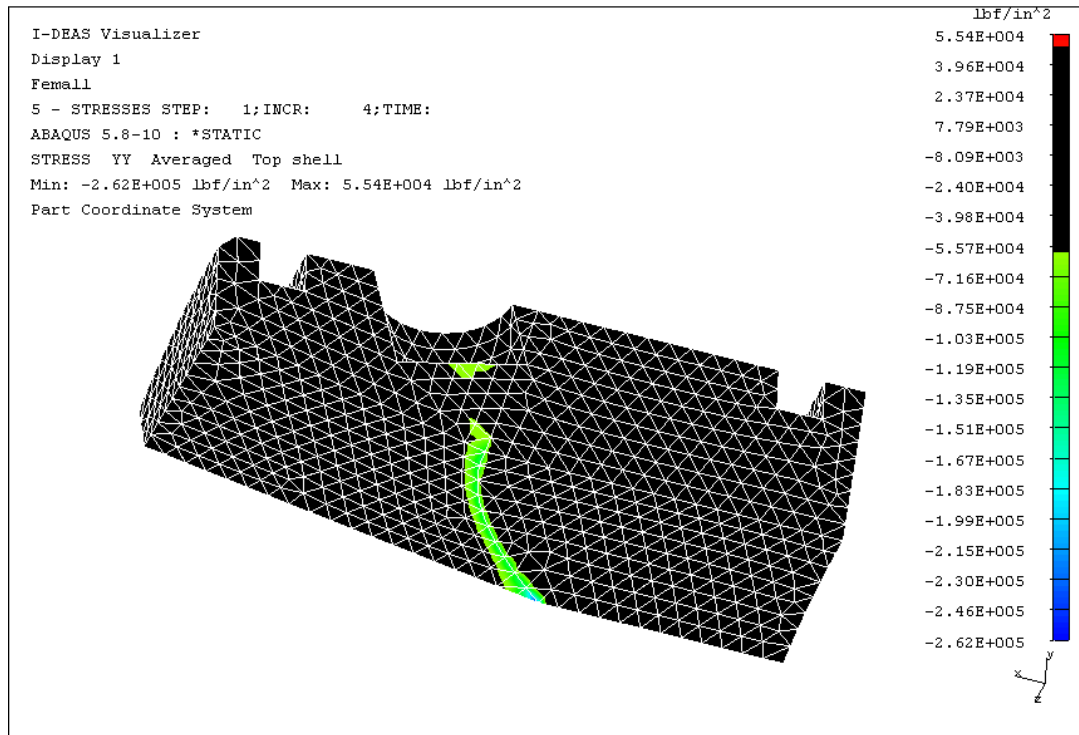 I-DEAS Visualizer
Display 1
Femall
5 - STRESSES STEP:   1;INCR:     4;TIME:
ABAQUS 5.8-10 : *STATIC
STRESS  YY  Averaged  Top shell
Min: -2.62E+005 lbf/in^2  Max: 5.54E+004 lbf/in^2
Part Coordinate System
lbf/in^2
5.54E+004
3.96E+004
2.37E+004
7.79E+003
-8.09E+003
-2.40E+004
-3.98E+004
-5.57E+004
-7.16E+004
-8.75E+004
-1.03E+005
-1.19E+005
-1.35E+005
-1.51E+005
-1.67E+005
-1.83E+005
-1.99E+005
-2.15E+005
-2.30E+005
-2.46E+005
-2.62E+005
y
x
z